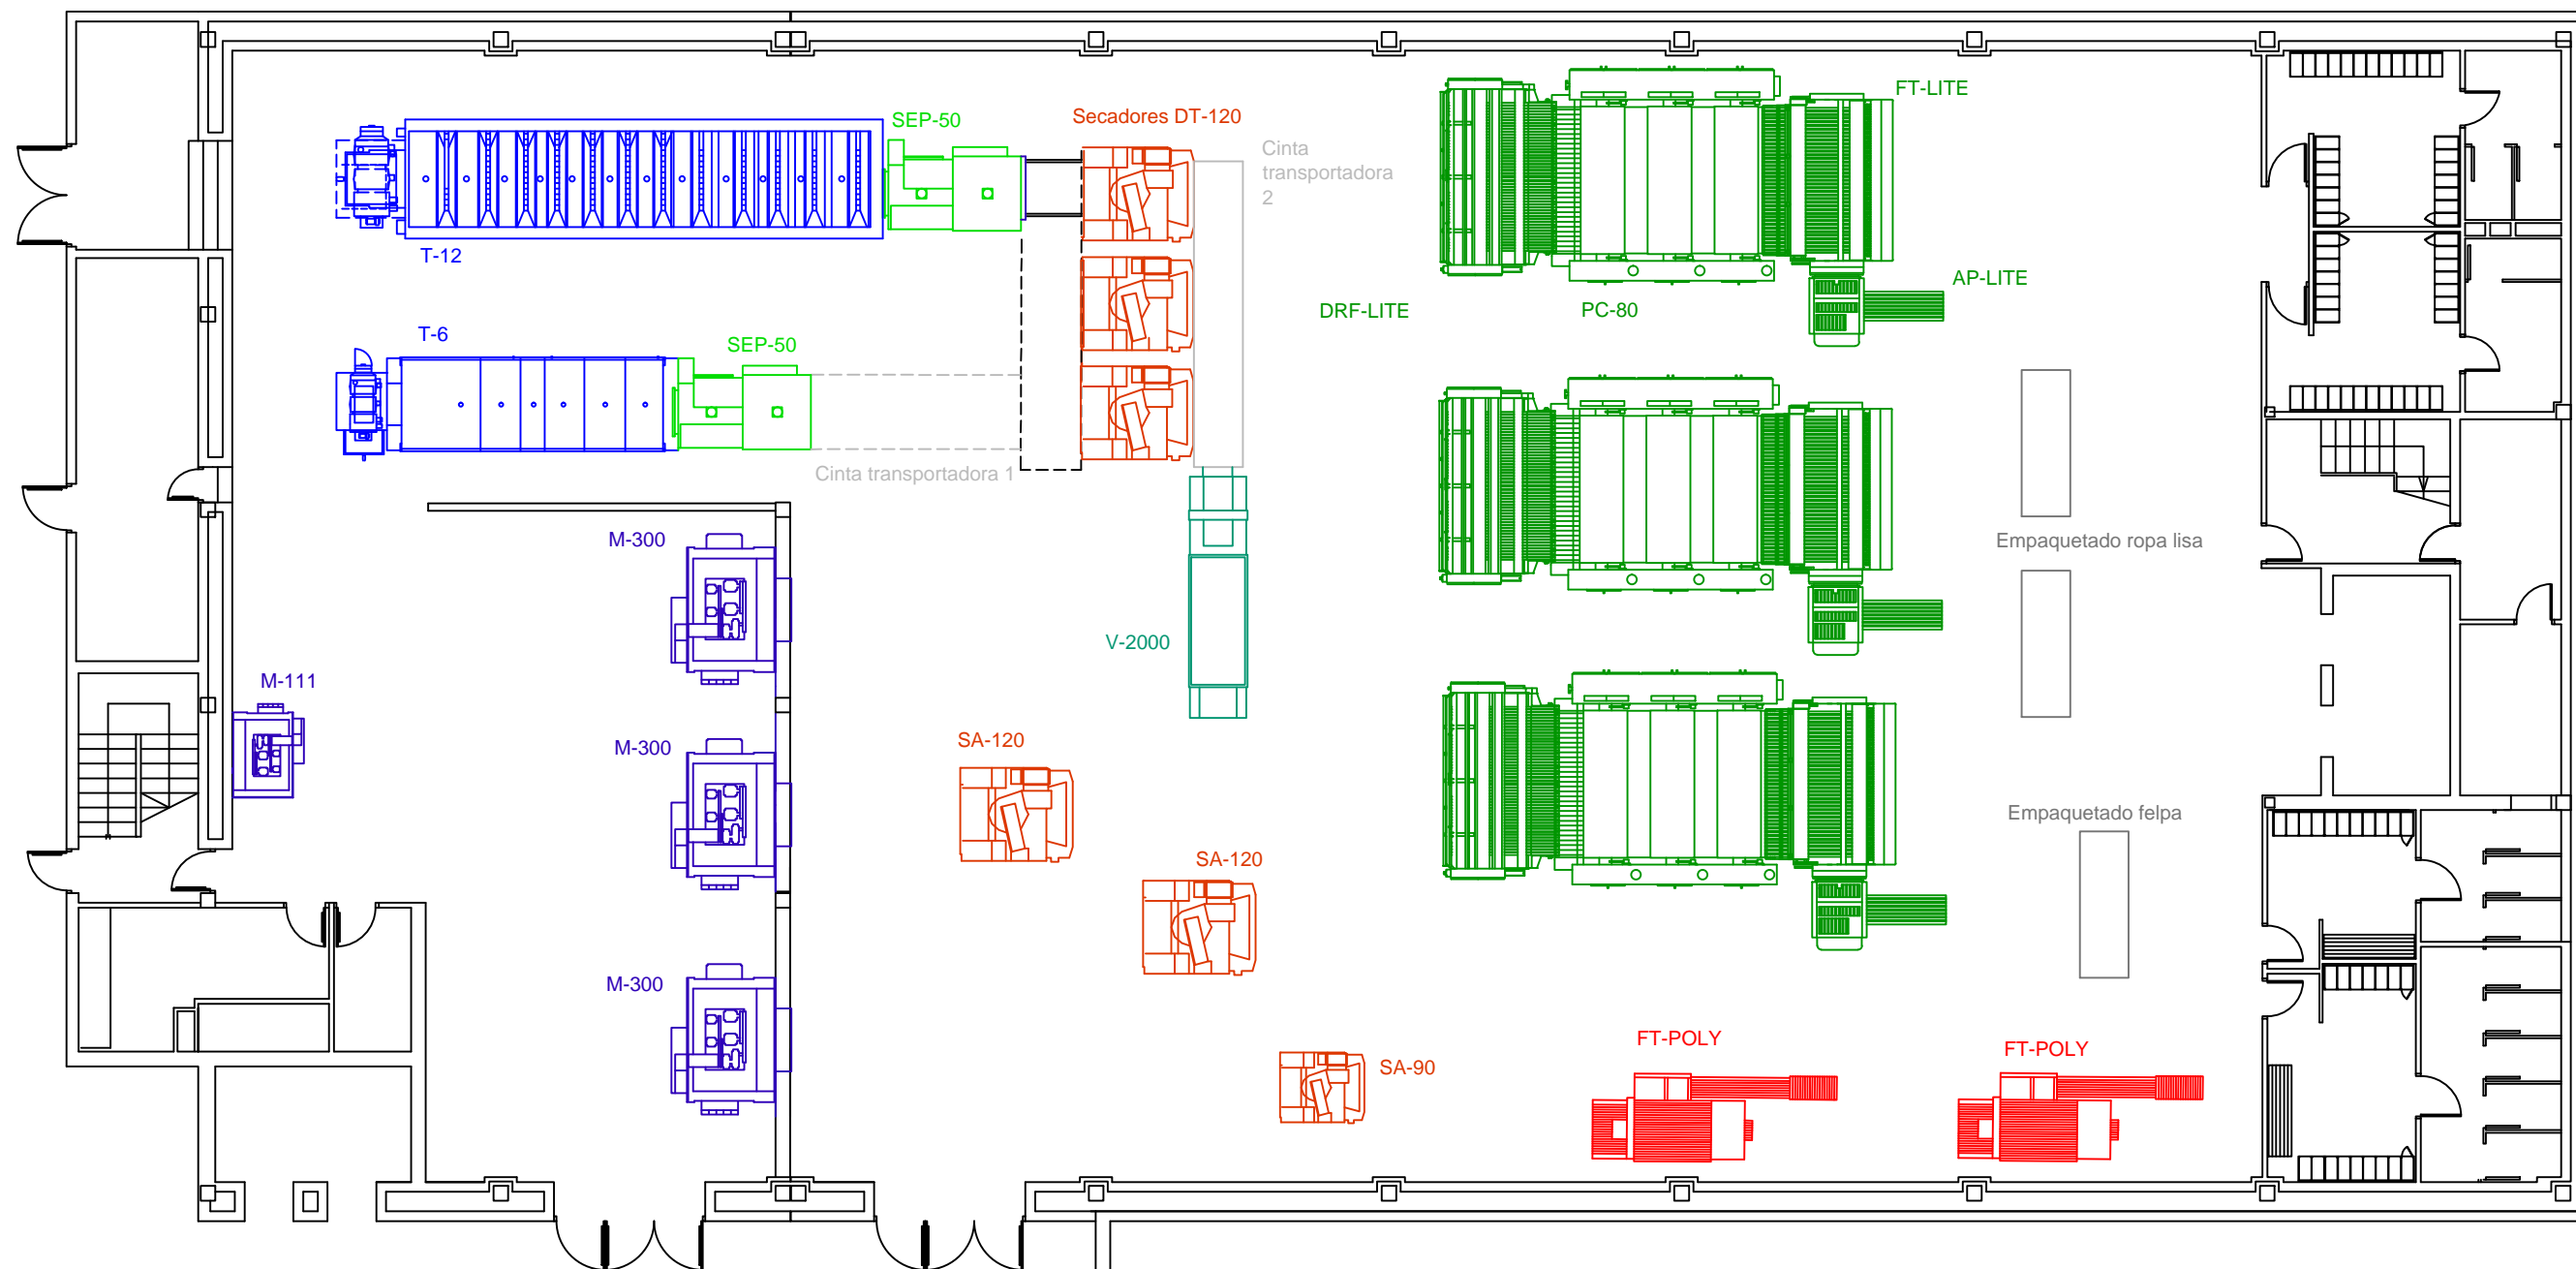 FT-LITE
SEP-50
Secadores DT-120
Cinta
transportadora
2
T-12
AP-LITE
DRF-LITE
PC-80
T-6
SEP-50
Cinta transportadora 1
M-300
Empaquetado ropa lisa
V-2000
M-111
M-300
SA-120
Empaquetado felpa
SA-120
M-300
FT-POLY
FT-POLY
SA-90